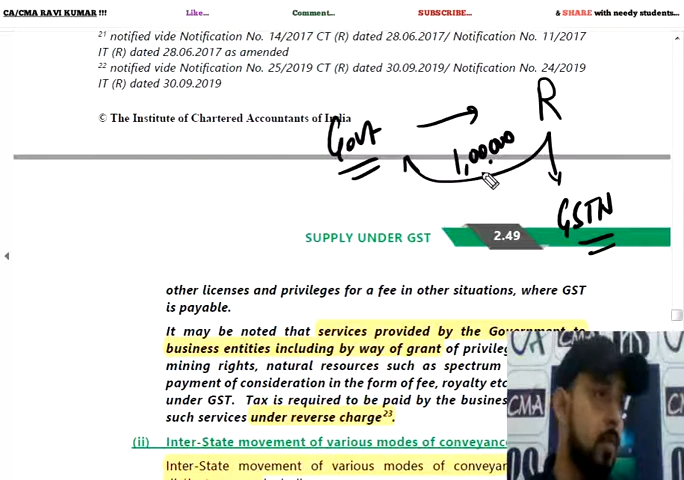 CA/CMA RAVI KUMAR !!! Like... Comment... SUBSCRIBE... & SHARE with needy students...
21 notified vide Notification No. 14/2017 CT (R) dated 28.06.2017/ Notification No. 11/2017
IT (R) dated 28.06.2017 as amended
22 notified vide Notification No. 25/2019 CT (R) dated 30.09.2019/ Notification No. 24/2019
IT (R) dated 30.09.2019
© The Institute of Chartered Accountants of India
R
Govt
1,00,000
GSTN
SUPPLY UNDER GST 2.49
other licenses and privileges for a fee in other situations, where GST
is payable.
It may be noted that services provided by the Government to
business entities including by way of grant of privileg
mining rights, natural resources such as spectrum
payment of consideration in the form of fee, royalty etc
under GST. Tax is required to be paid by the busines
such services under reverse charge23.
(ii) Inter-State movement of various modes of conveyanc
Inter-State movement of various modes of conveyan
CMA
CMA